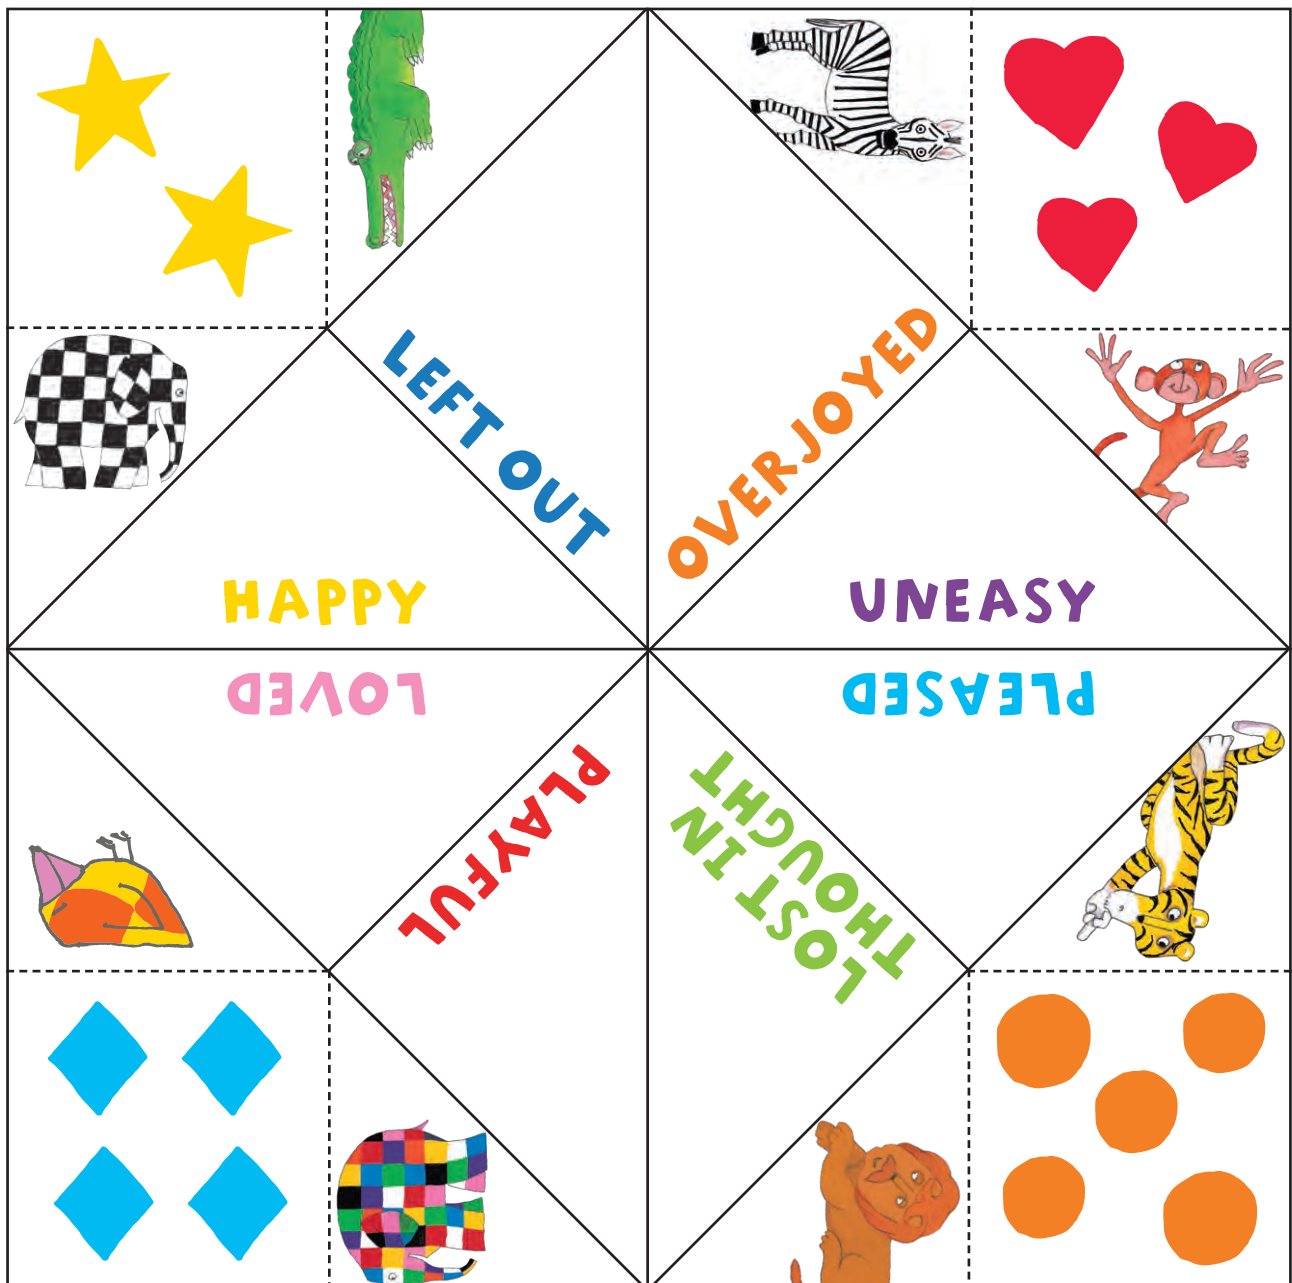 LEFT OUT
OVERJOYED
HAPPY
UNEASY
LOVED
PLEASED
PLAYFUL
LOST IN
THOUGHT